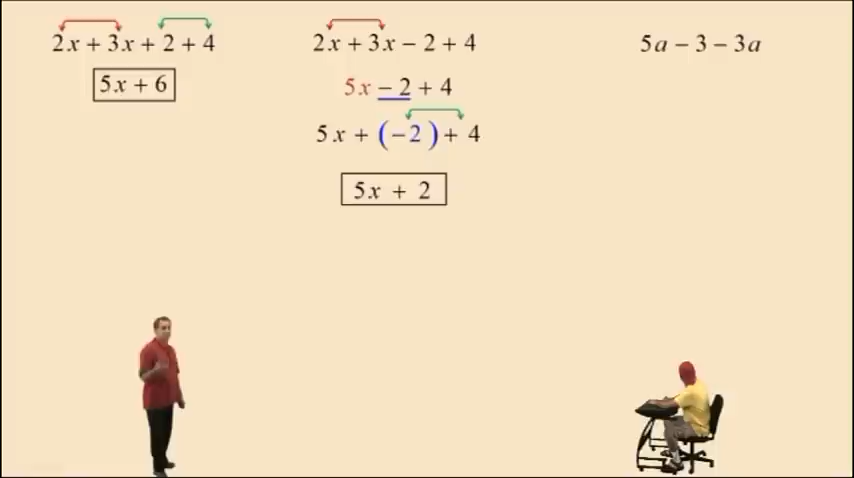 2x + 3x + 2 + 4
5x + 6
2x + 3x − 2 + 4
5x − 2 + 4
5x + (−2) + 4
5x + 2
5a − 3 − 3a